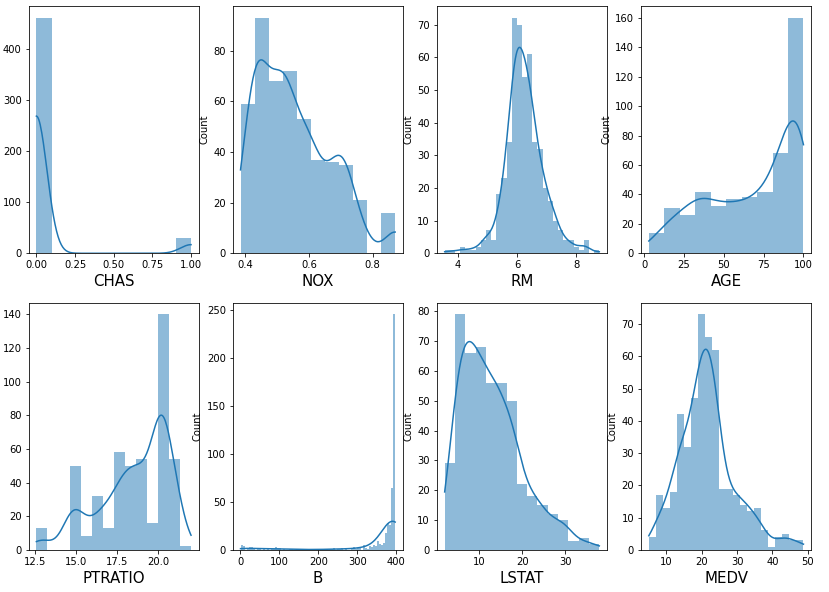 400
300
200
100
0
0.00 0.25 0.50 0.75 1.00
CHAS
80
60
40
20
0
Count
0.4 0.6 0.8
NOX
70
60
50
40
30
20
10
0
Count
4 6 8
RM
160
140
120
100
80
60
40
20
0
Count
0 25 50 75 100
AGE
140
120
100
80
60
40
20
0
12.5 15.0 17.5 20.0
PTRATIO
250
200
150
100
50
0
Count
0 100 200 300 400
B
80
70
60
50
40
30
20
10
0
Count
10 20 30
LSTAT
70
60
50
40
30
20
10
0
Count
10 20 30 40 50
MEDV